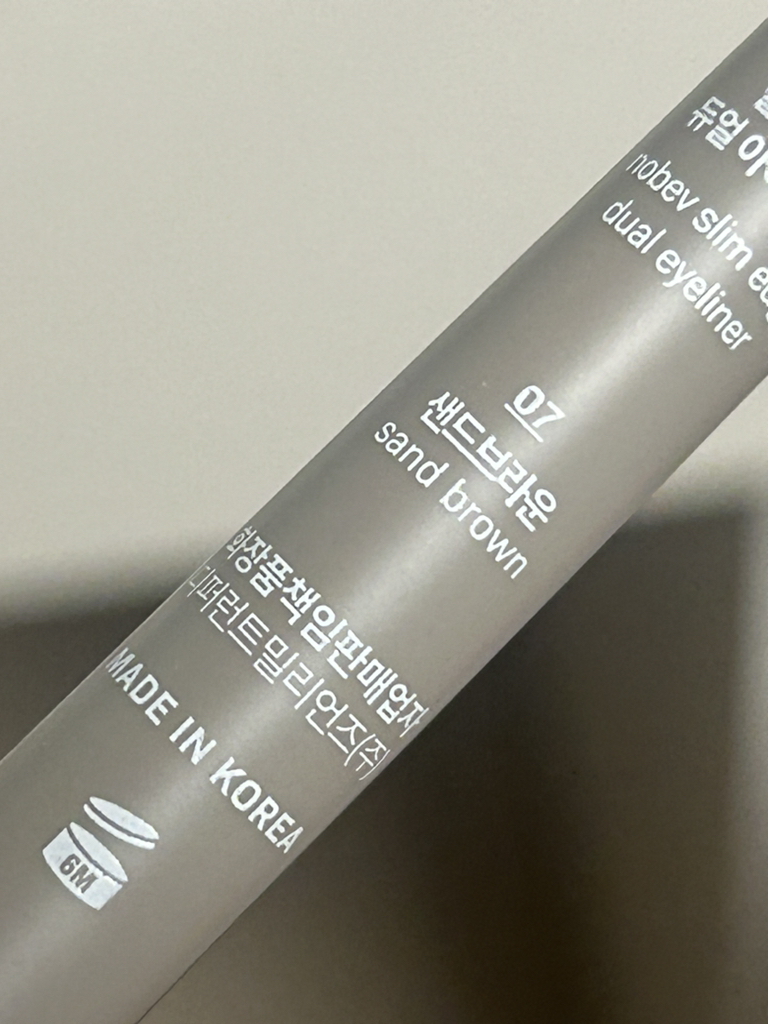 듀얼
nobev slim
dual eyeliner
07
샌드브라운
sand brown
화장품책임판매업자
디퍼런트밀리언즈(주)
MADE IN KOREA
6M